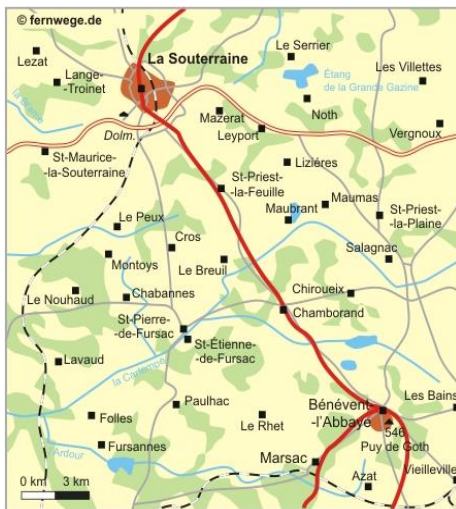 © fernwege.de
La Souterraine
Le Serrier
Lezat
Lange-
-Troinet
Étang
de la Grande Gazine
Les Villettes
la Brame
Noth
Mazerat
Vergnoux
Dolm.
Leyport
St-Maurice-
-la-Souterraine
Lizières
St-Priest-
-la-Feuille
Maumas
Maubrant
St-Priest-
-la-Plaine
Le Peux
Cros
Salagnac
Montoys
Le Breuil
Le Nouhaud
Chabannes
Chiroueix
Chamborand
St-Pierre-
-de-Fursac
St-Étienne-
-de-Fursac
Lavaud
la Gartempe
Paulhac
Bénévent-
-l'Abbaye
Les Bains
Folles
Le Rhet
546
Puy de Goth
Fursannes
Ardour
Marsac
Vieilleville
Azat
0 km 3 km